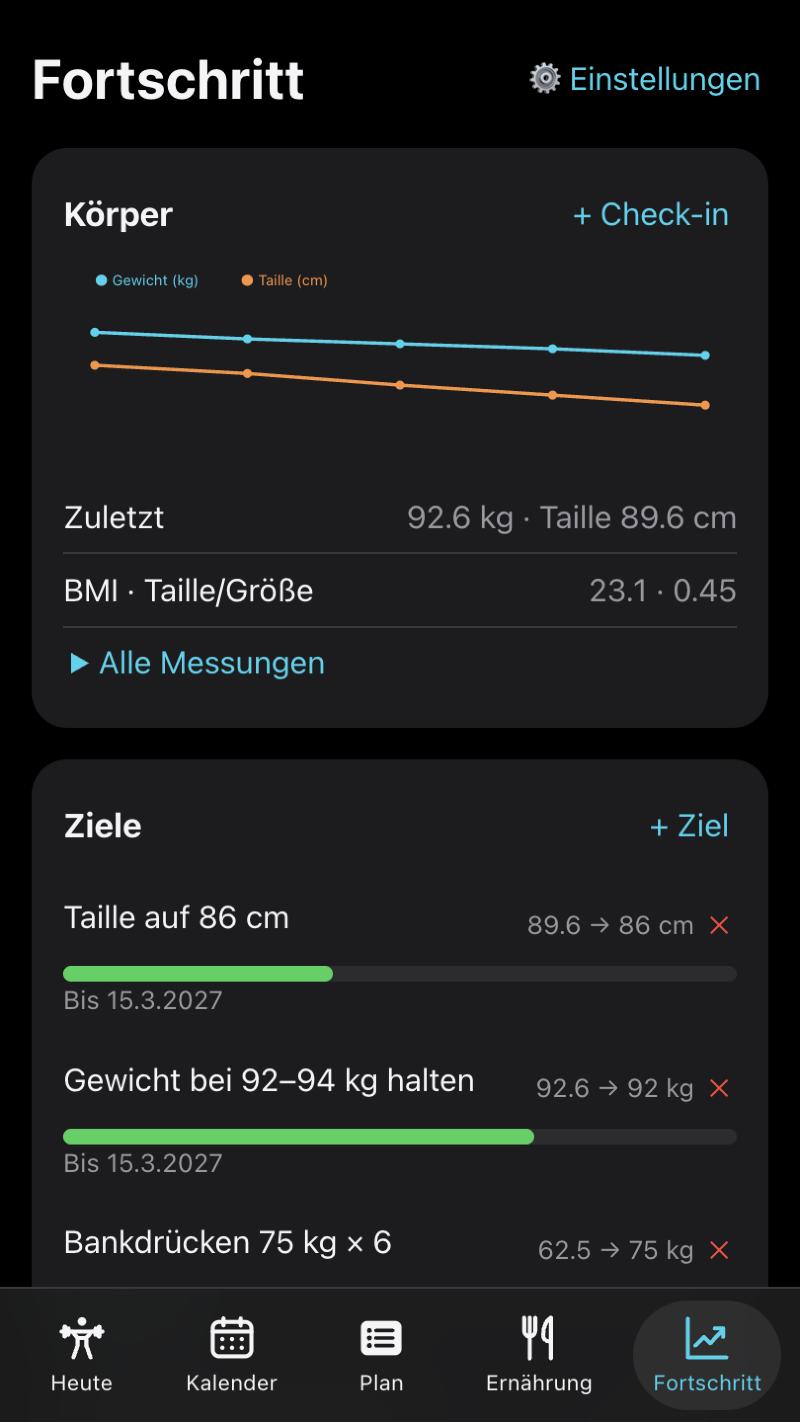 Fortschritt
⚙️ Einstellungen
Körper
+ Check-in
Gewicht (kg)
Taille (cm)
Zuletzt
92.6 kg · Taille 89.6 cm
BMI · Taille/Größe
23.1 · 0.45
▶ Alle Messungen
Ziele
+ Ziel
Taille auf 86 cm
89.6 → 86 cm ×
Bis 15.3.2027
Gewicht bei 92–94 kg halten
92.6 → 92 kg ×
Bis 15.3.2027
Bankdrücken 75 kg × 6
62.5 → 75 kg ×
Heute
Kalender
Plan
Ernährung
Fortschritt